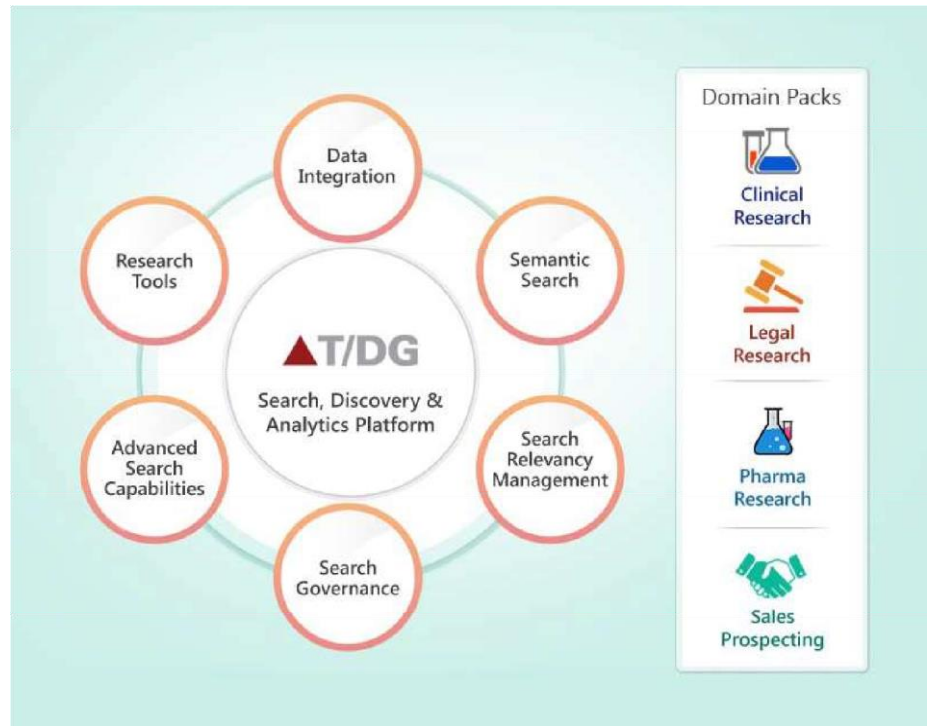 Data
Integration
Semantic
Search
Search
Relevancy
Management
Search
Governance
Advanced
Search
Capabilities
Research
Tools
T/DG
Search, Discovery &
Analytics Platform
Domain Packs
Clinical
Research
Legal
Research
Pharma
Research
Sales
Prospecting